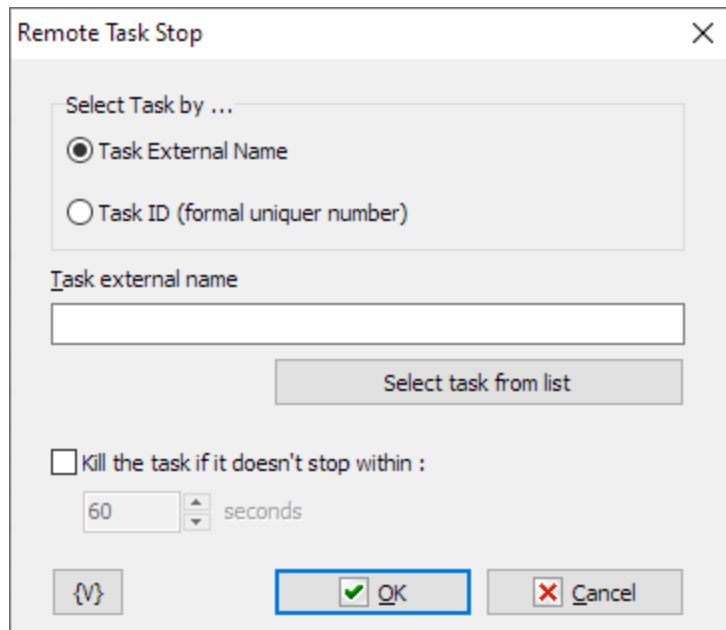 Remote Task Stop
Select Task by ...
Task External Name
Task ID (formal uniquer number)
Task external name
Select task from list
Kill the task if it doesn't stop within :
60 seconds
{V} OK Cancel